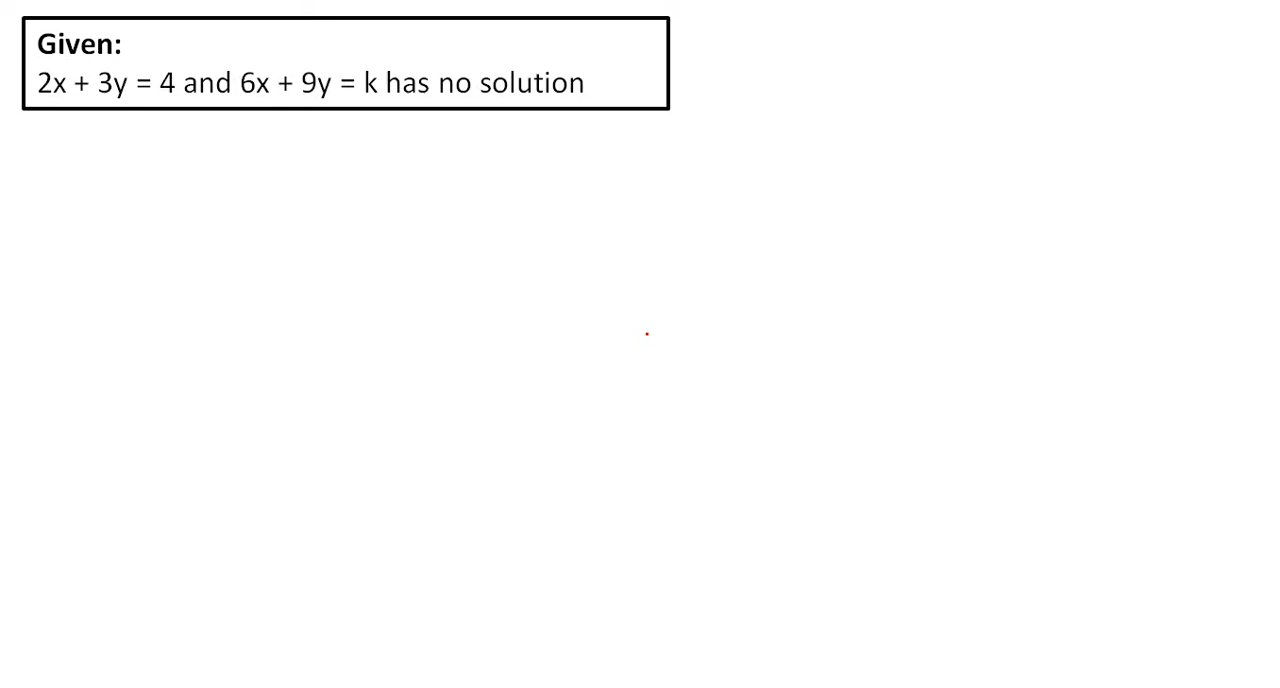 Given:
2x + 3y = 4 and 6x + 9y = k has no solution